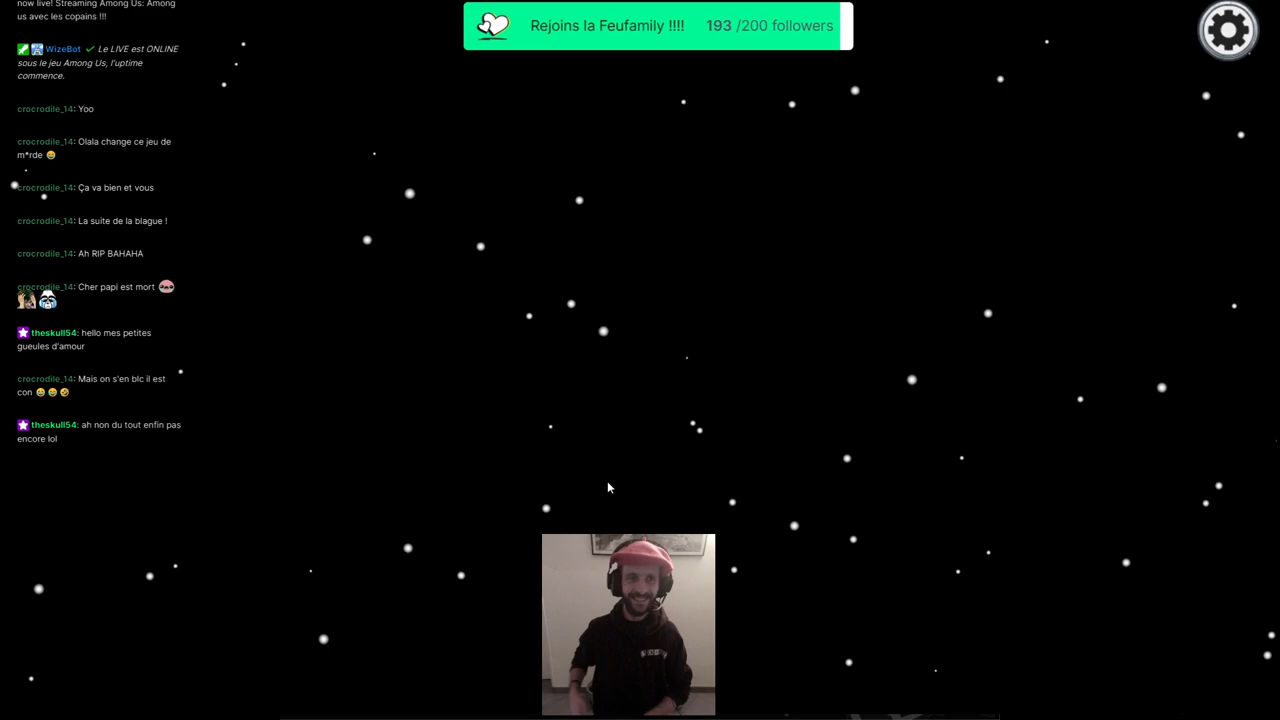 now live! Streaming Among Us: Among
us avec les copains !!!
WizeBot Le LIVE est ONLINE
sous le jeu Among Us, l'uptime
commence.
crocrodile_14: Yoo
crocrodile_14: Olala change ce jeu de
m*rde
crocrodile_14: Ça va bien et vous
crocrodile_14: La suite de la blague !
crocrodile_14: Ah RIP BAHAHA
crocrodile_14: Cher papi est mort
theskull54: hello mes petites
gueules d'amour
crocrodile_14: Mais on s'en blc il est
con
theskull54: ah non du tout enfin pas
encore lol
Rejoins la Feufamily !!!! 193 /200 followers